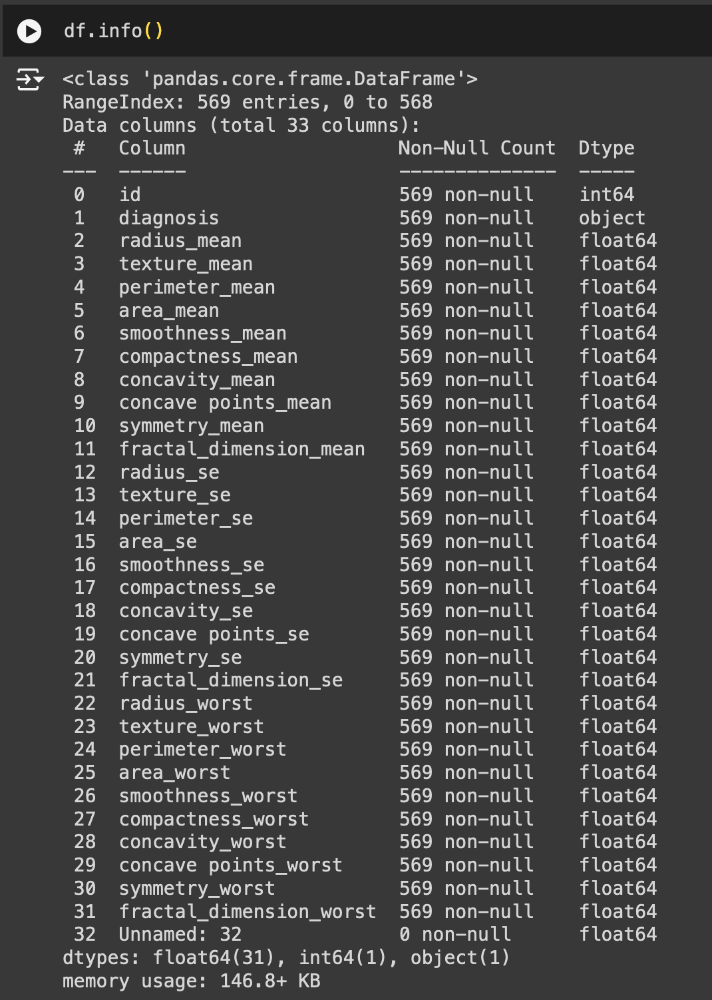 df.info()
<class 'pandas.core.frame.DataFrame'>
RangeIndex: 569 entries, 0 to 568
Data columns (total 33 columns):
 #   Column                   Non-Null Count  Dtype
---  ------                   --------------  -----
 0   id                       569 non-null    int64
 1   diagnosis                569 non-null    object
 2   radius_mean              569 non-null    float64
 3   texture_mean             569 non-null    float64
 4   perimeter_mean           569 non-null    float64
 5   area_mean                569 non-null    float64
 6   smoothness_mean          569 non-null    float64
 7   compactness_mean         569 non-null    float64
 8   concavity_mean           569 non-null    float64
 9   concave points_mean      569 non-null    float64
 10  symmetry_mean            569 non-null    float64
 11  fractal_dimension_mean   569 non-null    float64
 12  radius_se                569 non-null    float64
 13  texture_se               569 non-null    float64
 14  perimeter_se             569 non-null    float64
 15  area_se                  569 non-null    float64
 16  smoothness_se            569 non-null    float64
 17  compactness_se           569 non-null    float64
 18  concavity_se             569 non-null    float64
 19  concave points_se        569 non-null    float64
 20  symmetry_se              569 non-null    float64
 21  fractal_dimension_se     569 non-null    float64
 22  radius_worst             569 non-null    float64
 23  texture_worst            569 non-null    float64
 24  perimeter_worst          569 non-null    float64
 25  area_worst               569 non-null    float64
 26  smoothness_worst         569 non-null    float64
 27  compactness_worst        569 non-null    float64
 28  concavity_worst          569 non-null    float64
 29  concave points_worst     569 non-null    float64
 30  symmetry_worst           569 non-null    float64
 31  fractal_dimension_worst  569 non-null    float64
 32  Unnamed: 32              0 non-null      float64
dtypes: float64(31), int64(1), object(1)
memory usage: 146.8+ KB